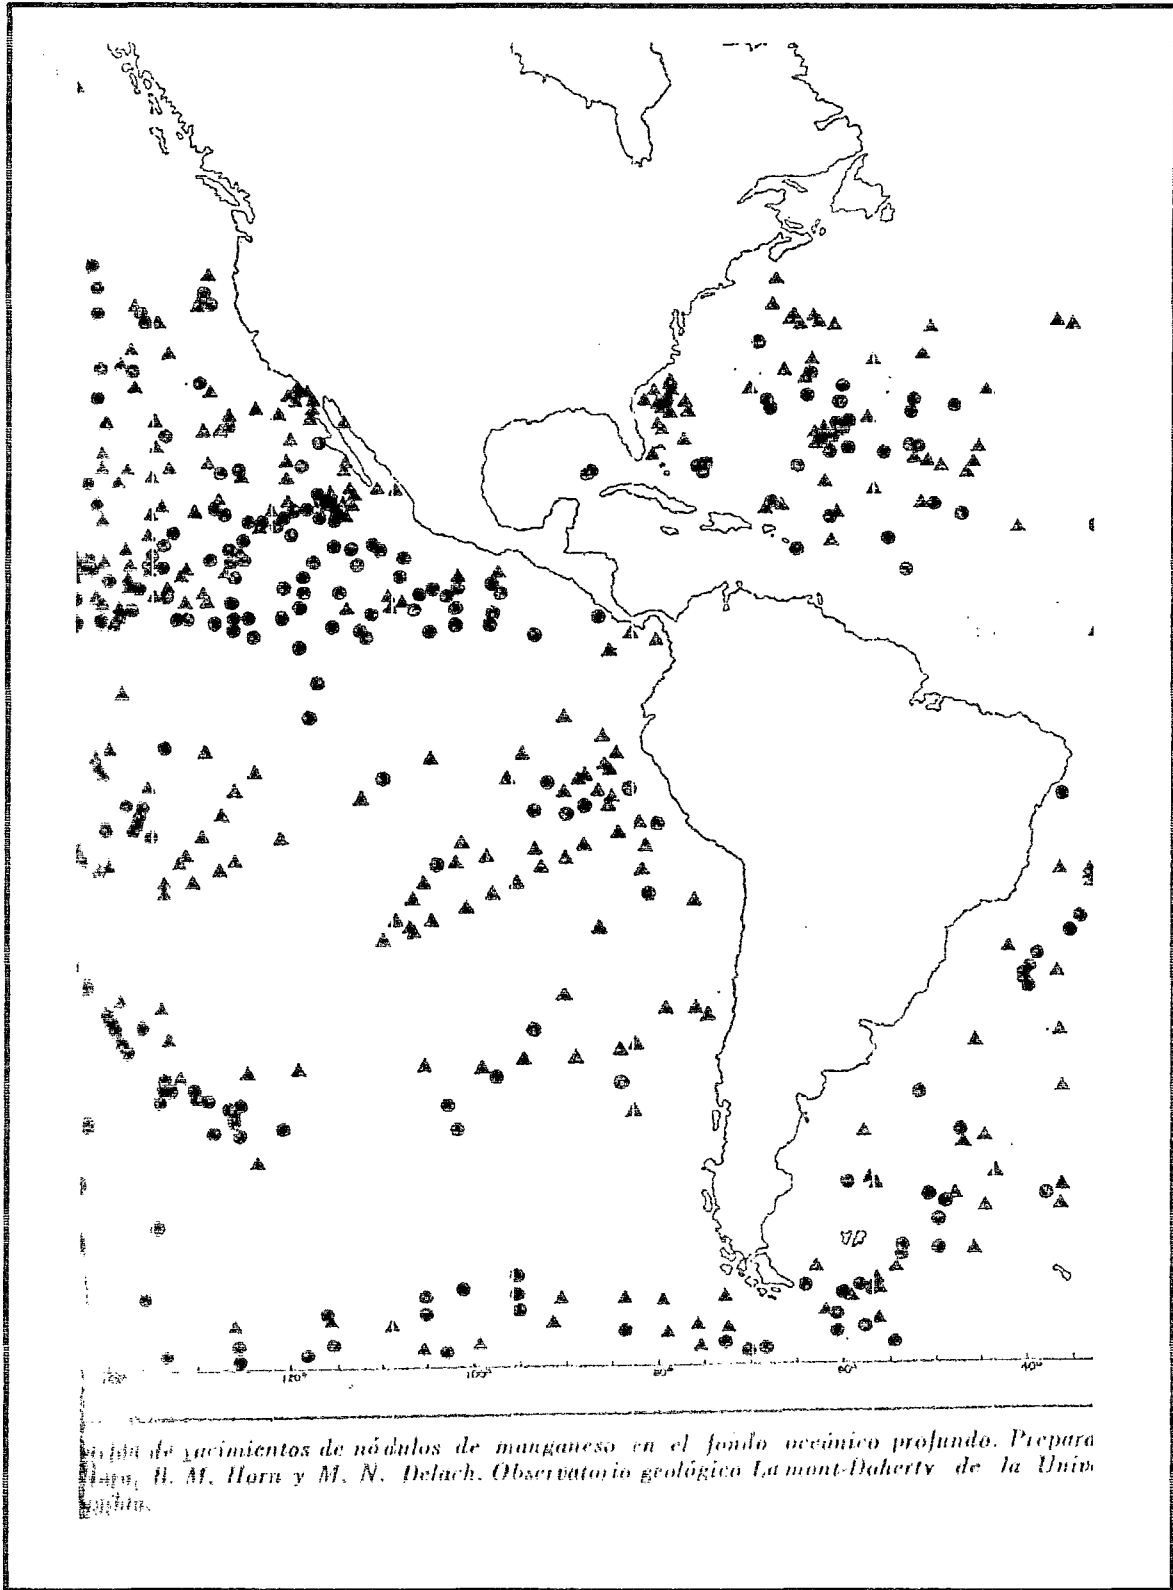 120° 100° 80° 60° 40°
de yacimientos de nódulos de manganeso en el fondo oceánico profundo. Prepara
Horn, B. M. Horn y M. N. Delach. Observatorio geológico Lamont-Doherty de la Univ